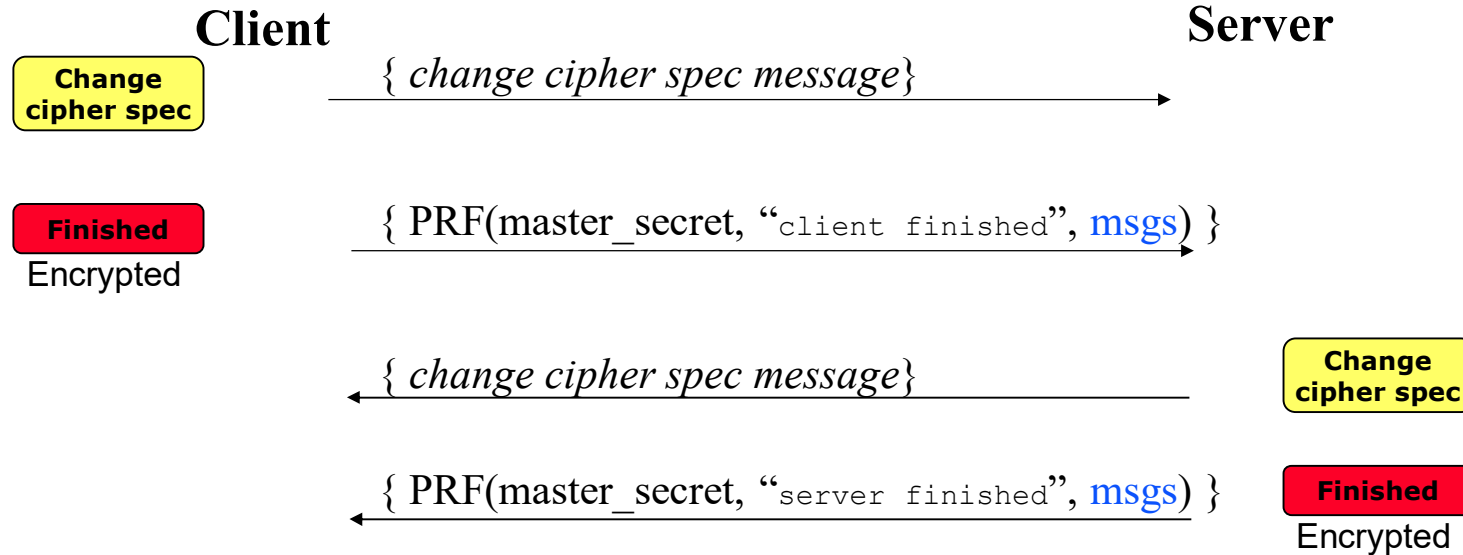 Client Server
Change
cipher spec
{ change cipher spec message}
Finished
Encrypted
{ PRF(master_secret, “client finished”, msgs) }
{ change cipher spec message}
Change
cipher spec
{ PRF(master_secret, “server finished”, msgs) }
Finished
Encrypted